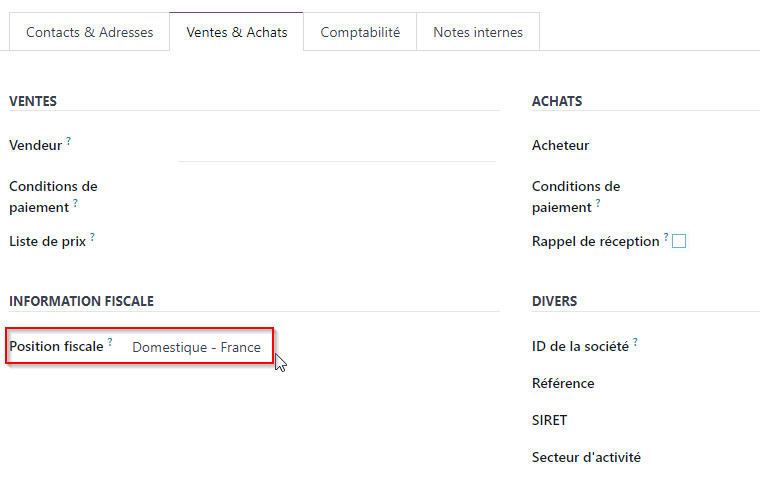 Contacts & Adresses
Ventes & Achats
Comptabilité
Notes internes
VENTES
Vendeur ?
Conditions de
paiement ?
Liste de prix ?
ACHATS
Acheteur
Conditions de
paiement ?
Rappel de réception ?
INFORMATION FISCALE
Position fiscale ? Domestique - France
DIVERS
ID de la société ?
Référence
SIRET
Secteur d'activité